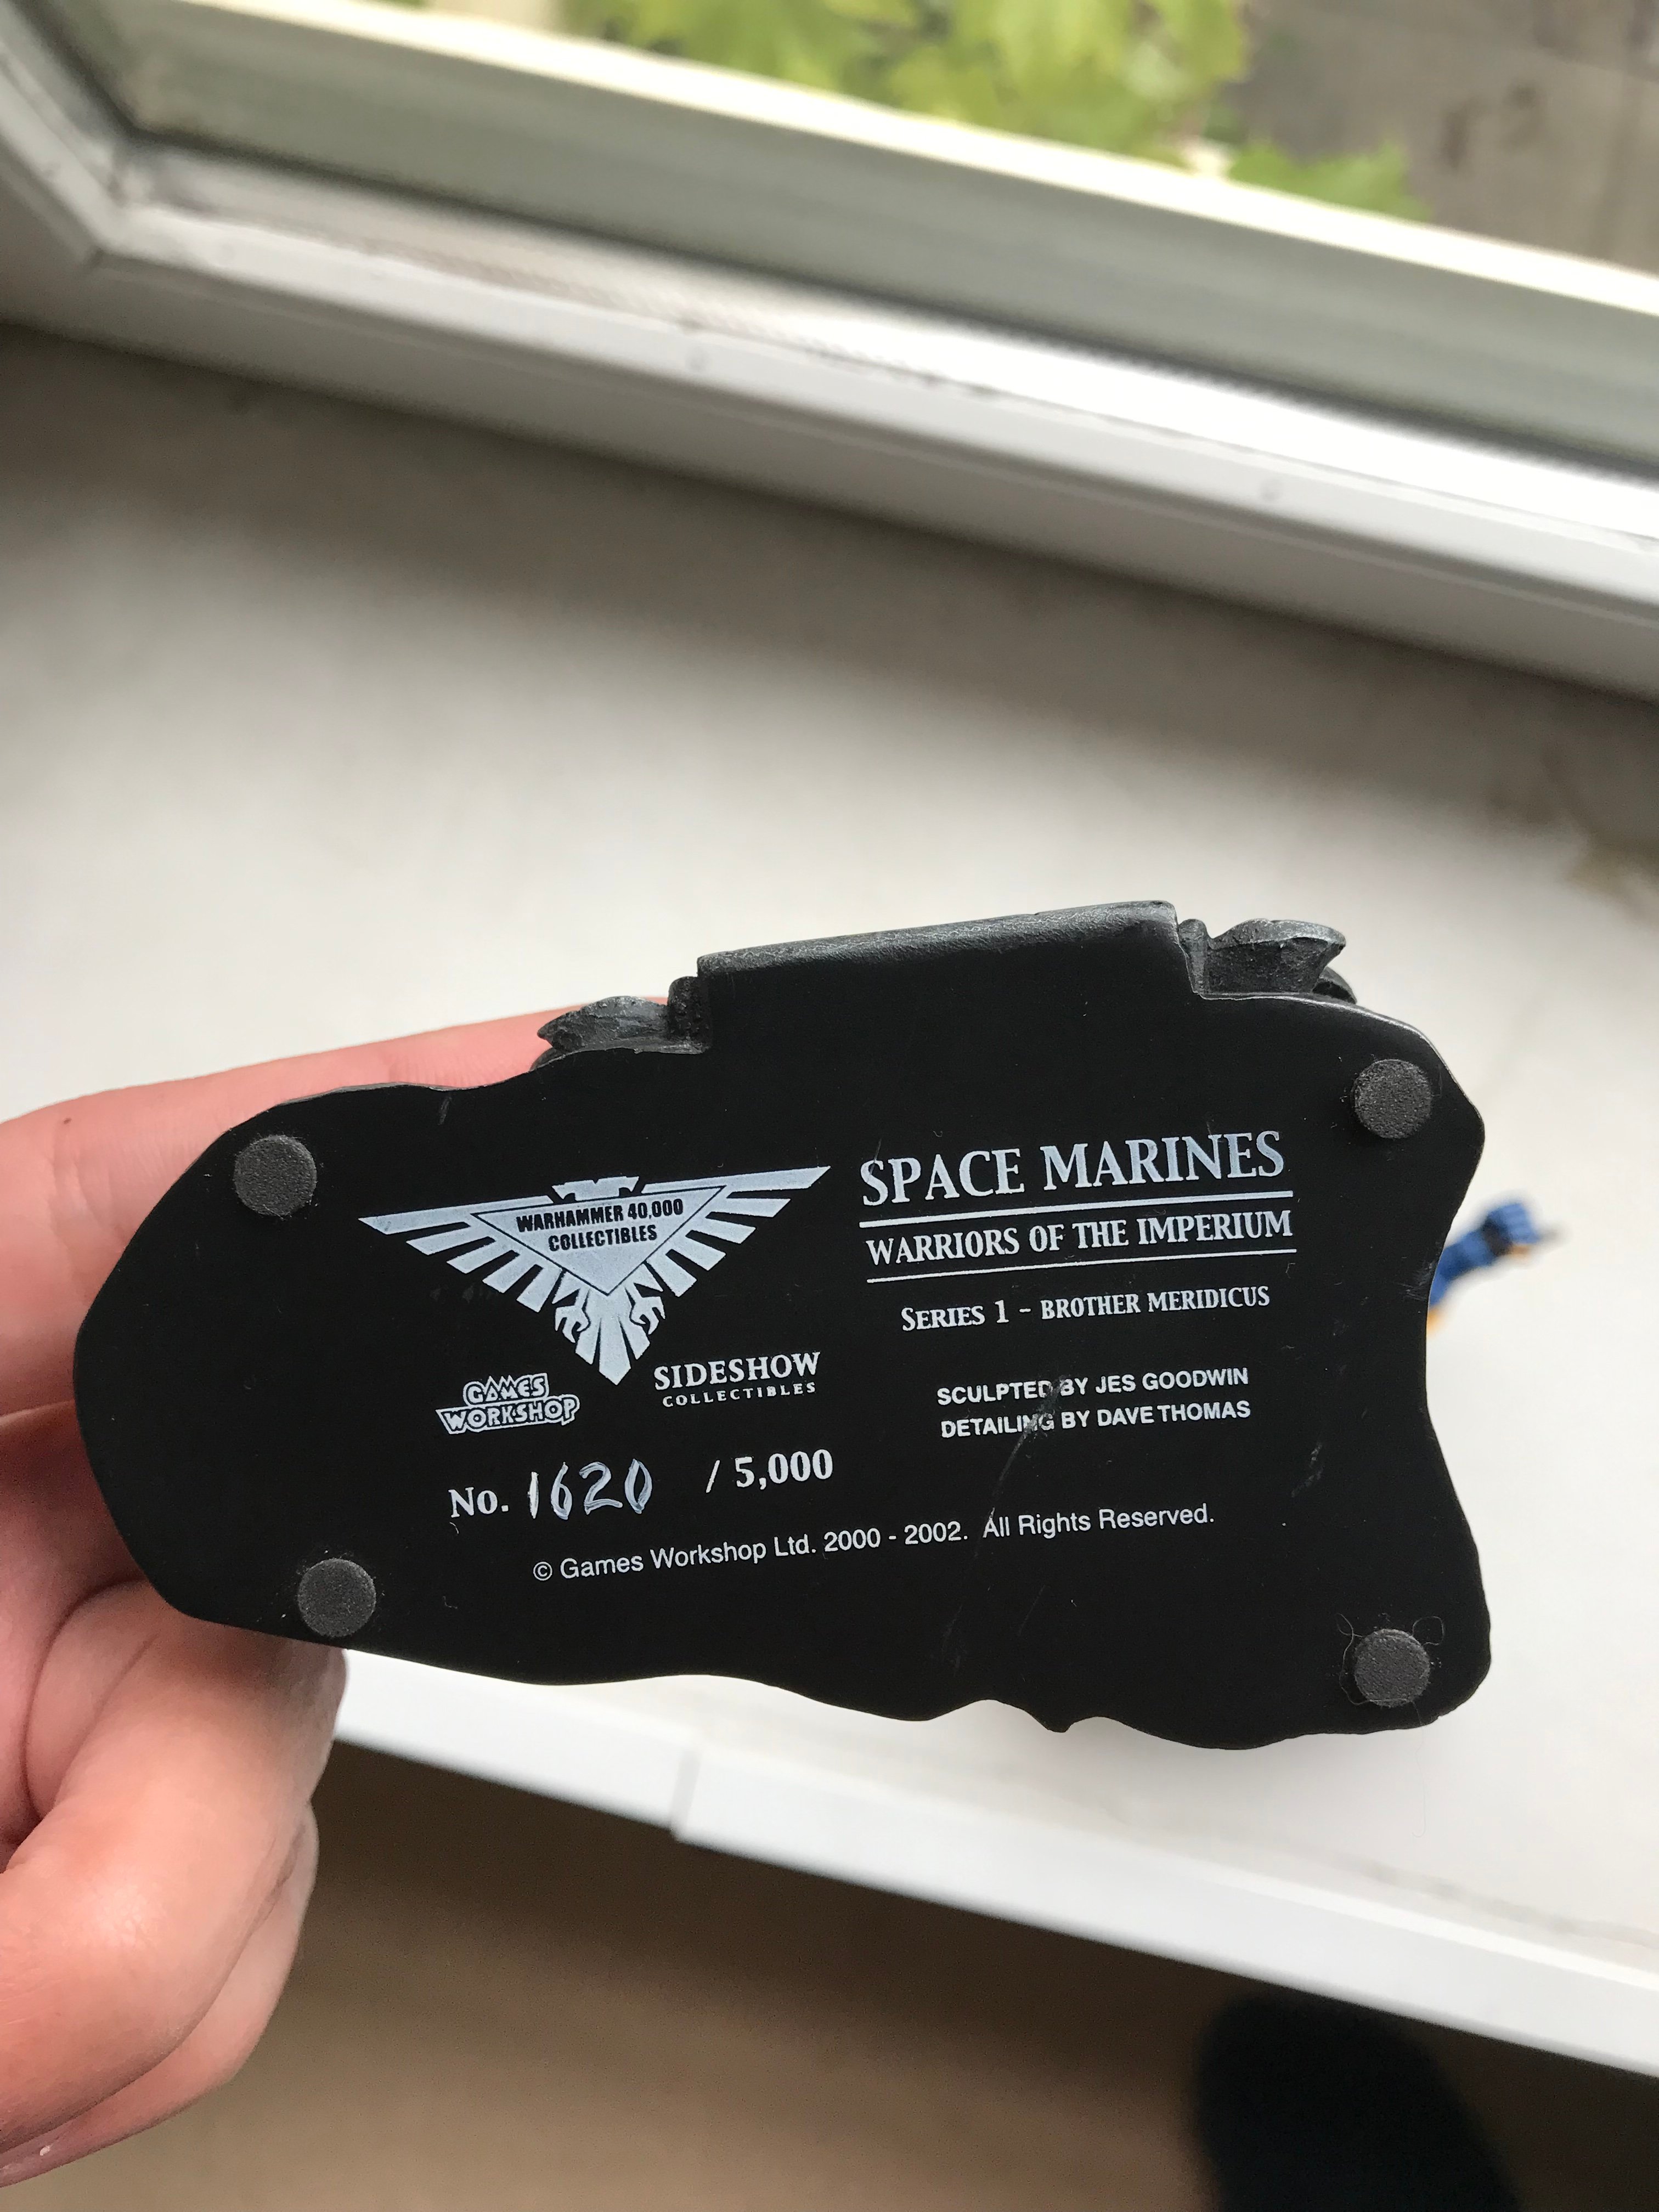 WARHAMMER 40,000
COLLECTIBLES
GAMES
WORKSHOP
SIDESHOW
COLLECTIBLES
No. 1620 / 5,000
SPACE MARINES
WARRIORS OF THE IMPERIUM
SERIES 1 - BROTHER MERIDICUS
SCULPTED BY JES GOODWIN
DETAILING BY DAVE THOMAS
© Games Workshop Ltd. 2000 - 2002. All Rights Reserved.